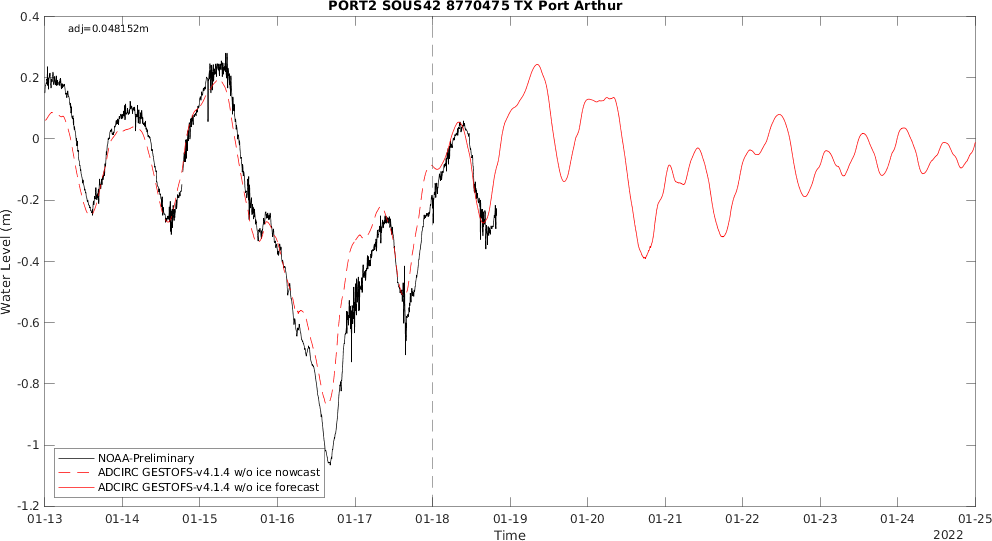 PORT2 SOUS42 8770475 TX Port Arthur
adj=0.048152m
0.4
0.2
0
-0.2
-0.4
-0.6
-0.8
-1
-1.2
Water Level (m)
NOAA-Preliminary
ADCIRC GESTOFS-v4.1.4 w/o ice nowcast
ADCIRC GESTOFS-v4.1.4 w/o ice forecast
01-13 01-14 01-15 01-16 01-17 01-18 01-19 01-20 01-21 01-22 01-23 01-24 01-25
Time
2022